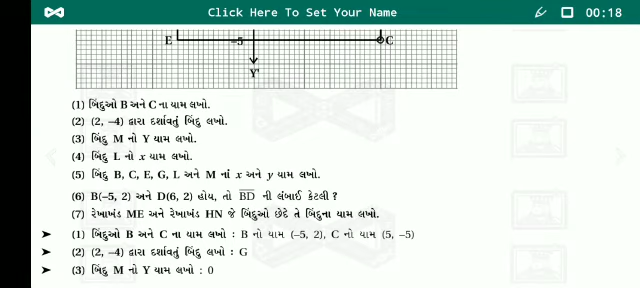 Click Here To Set Your Name
00:18
E -5 C
Y'
(1) બિંદુઓ B અને C ના યામ લખો.
(2) (2, –4) દ્વારા દર્શાવતું બિંદુ લખો.
(3) બિંદુ M નો Y યામ લખો.
(4) બિંદુ L નો x યામ લખો.
(5) બિંદુ B, C, E, G, L અને M નાં x અને y યામ લખો.
(6) B(–5, 2) અને D(6, 2) હોય, તો BD ની લંબાઈ કેટલી ?
(7) રેખાખંડ ME અને રેખાખંડ HN જે બિંદુઓ છેદે તે બિંદુના યામ લખો.
➤ (1) બિંદુઓ B અને C ના યામ લખો : B નો યામ (–5, 2), C નો યામ (5, –5)
➤ (2) (2, –4) દ્વારા દર્શાવતું બિંદુ લખો : G
➤ (3) બિંદુ M નો Y યામ લખો : 0